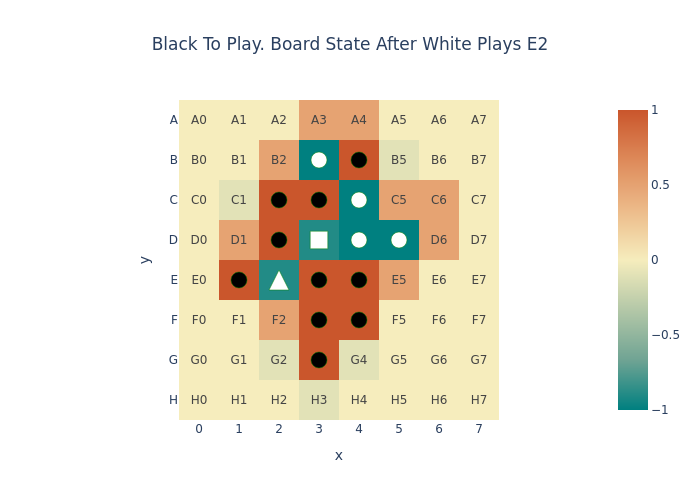 Black To Play. Board State After White Plays E2
A A0 A1 A2 A3 A4 A5 A6 A7
B B0 B1 B2 B5 B6 B7
C C0 C1 C5 C6 C7
D D0 D1 D6 D7
E E0 E5 E6 E7
F F0 F1 F2 F5 F6 F7
G G0 G1 G2 G4 G5 G6 G7
H H0 H1 H2 H3 H4 H5 H6 H7
0 1 2 3 4 5 6 7
x
y
1
0.5
0
−0.5
−1